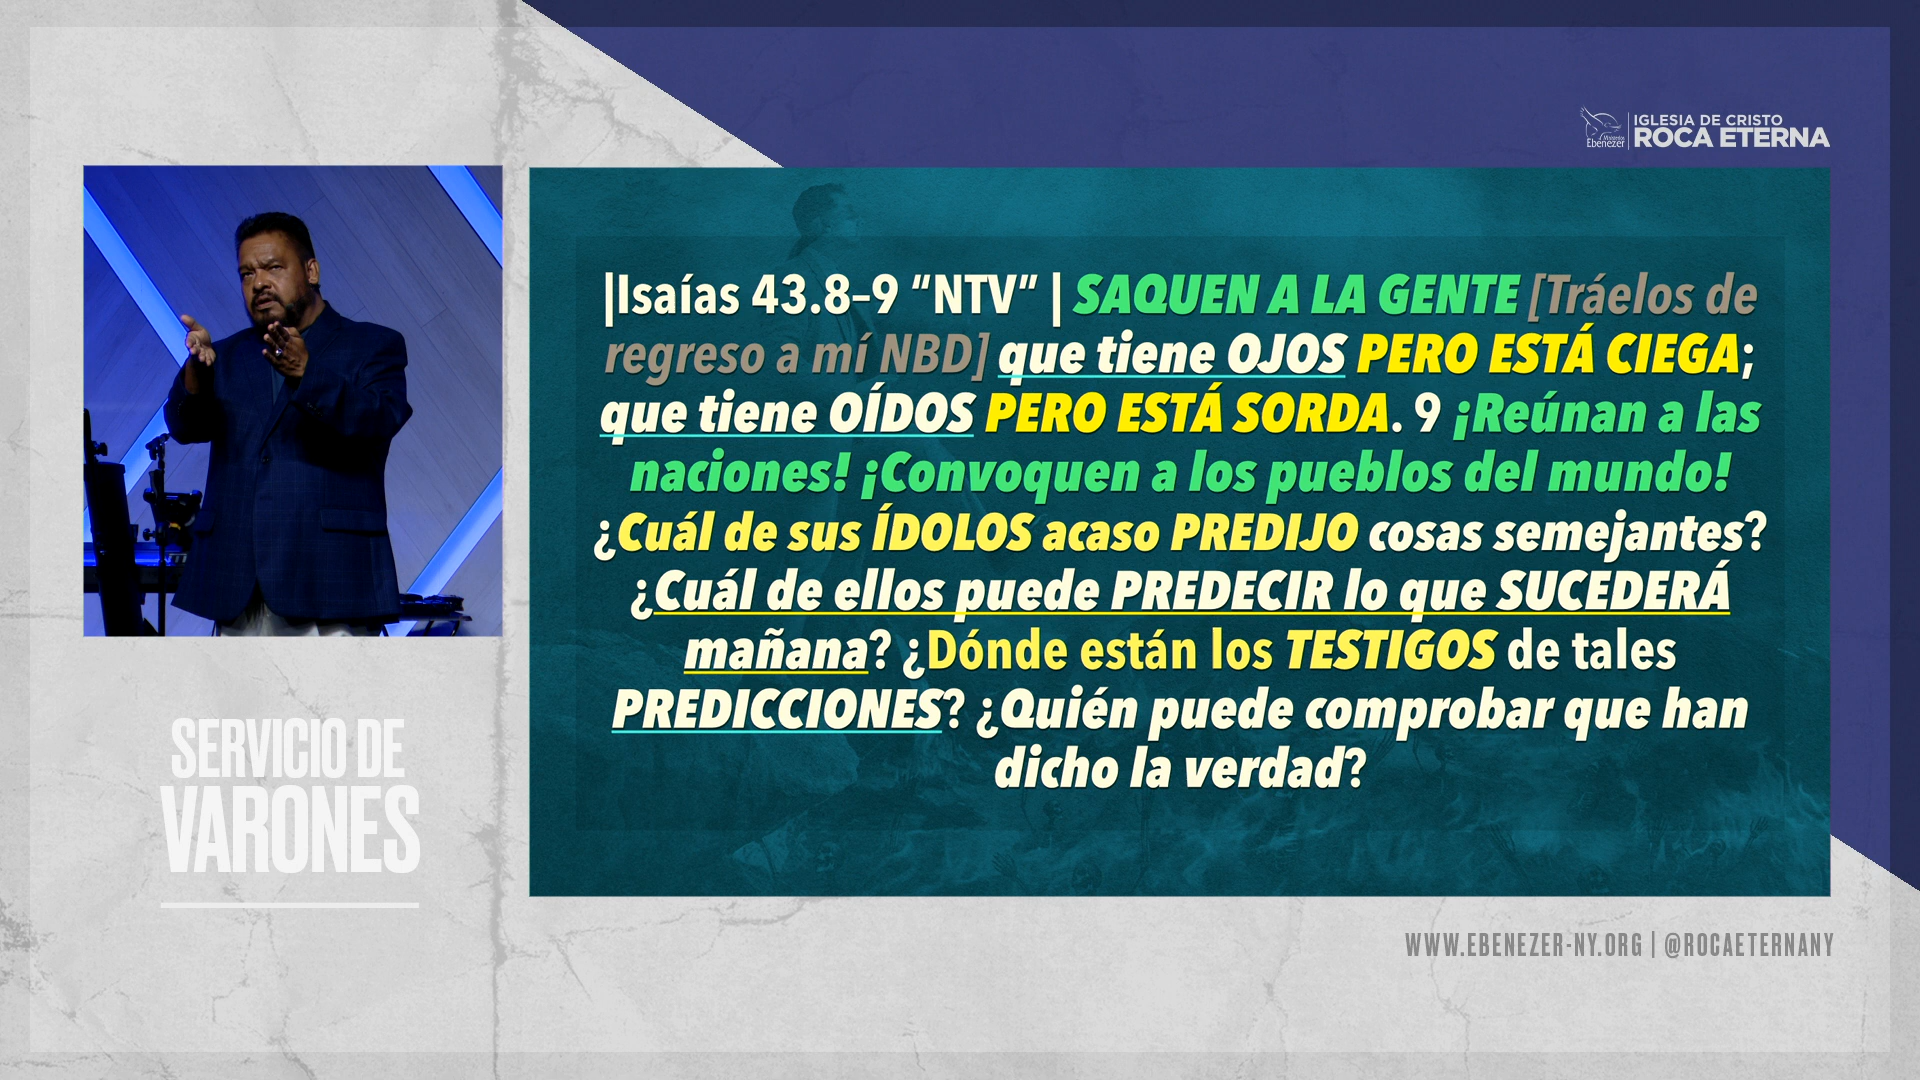 IGLESIA DE CRISTO
Ministerios
Ebenezer
ROCA ETERNA
|Isaías 43.8–9 “NTV” | SAQUEN A LA GENTE [Tráelos de
regreso a mí NBD] que tiene OJOS PERO ESTÁ CIEGA;
que tiene OÍDOS PERO ESTÁ SORDA. 9 ¡Reúnan a las
naciones! ¡Convoquen a los pueblos del mundo!
¿Cuál de sus ÍDOLOS acaso PREDIJO cosas semejantes?
¿Cuál de ellos puede PREDECIR lo que SUCEDERÁ
mañana? ¿Dónde están los TESTIGOS de tales
PREDICCIONES? ¿Quién puede comprobar que han
dicho la verdad?
SERVICIO DE
VARONES
WWW.EBENEZER-NY.ORG | @ROCAETERNANY